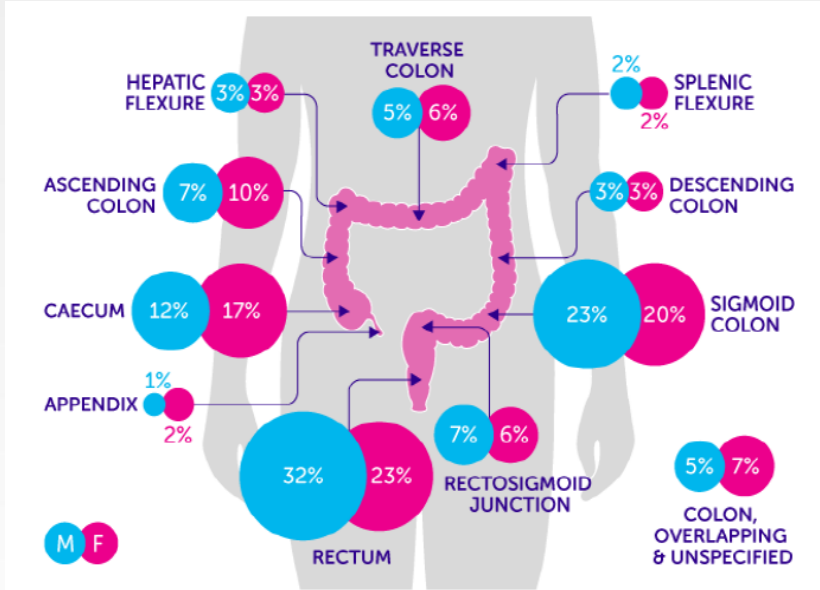 TRAVERSE
COLON
5% 6%
HEPATIC
FLEXURE
3% 3%
2%
SPLENIC
FLEXURE
2%
ASCENDING
COLON
7% 10%
3% 3%
DESCENDING
COLON
CAECUM
12% 17%
23% 20%
SIGMOID
COLON
1%
APPENDIX
2%
32% 23%
RECTUM
7% 6%
RECTOSIGMOID
JUNCTION
5% 7%
COLON,
OVERLAPPING
& UNSPECIFIED
M F